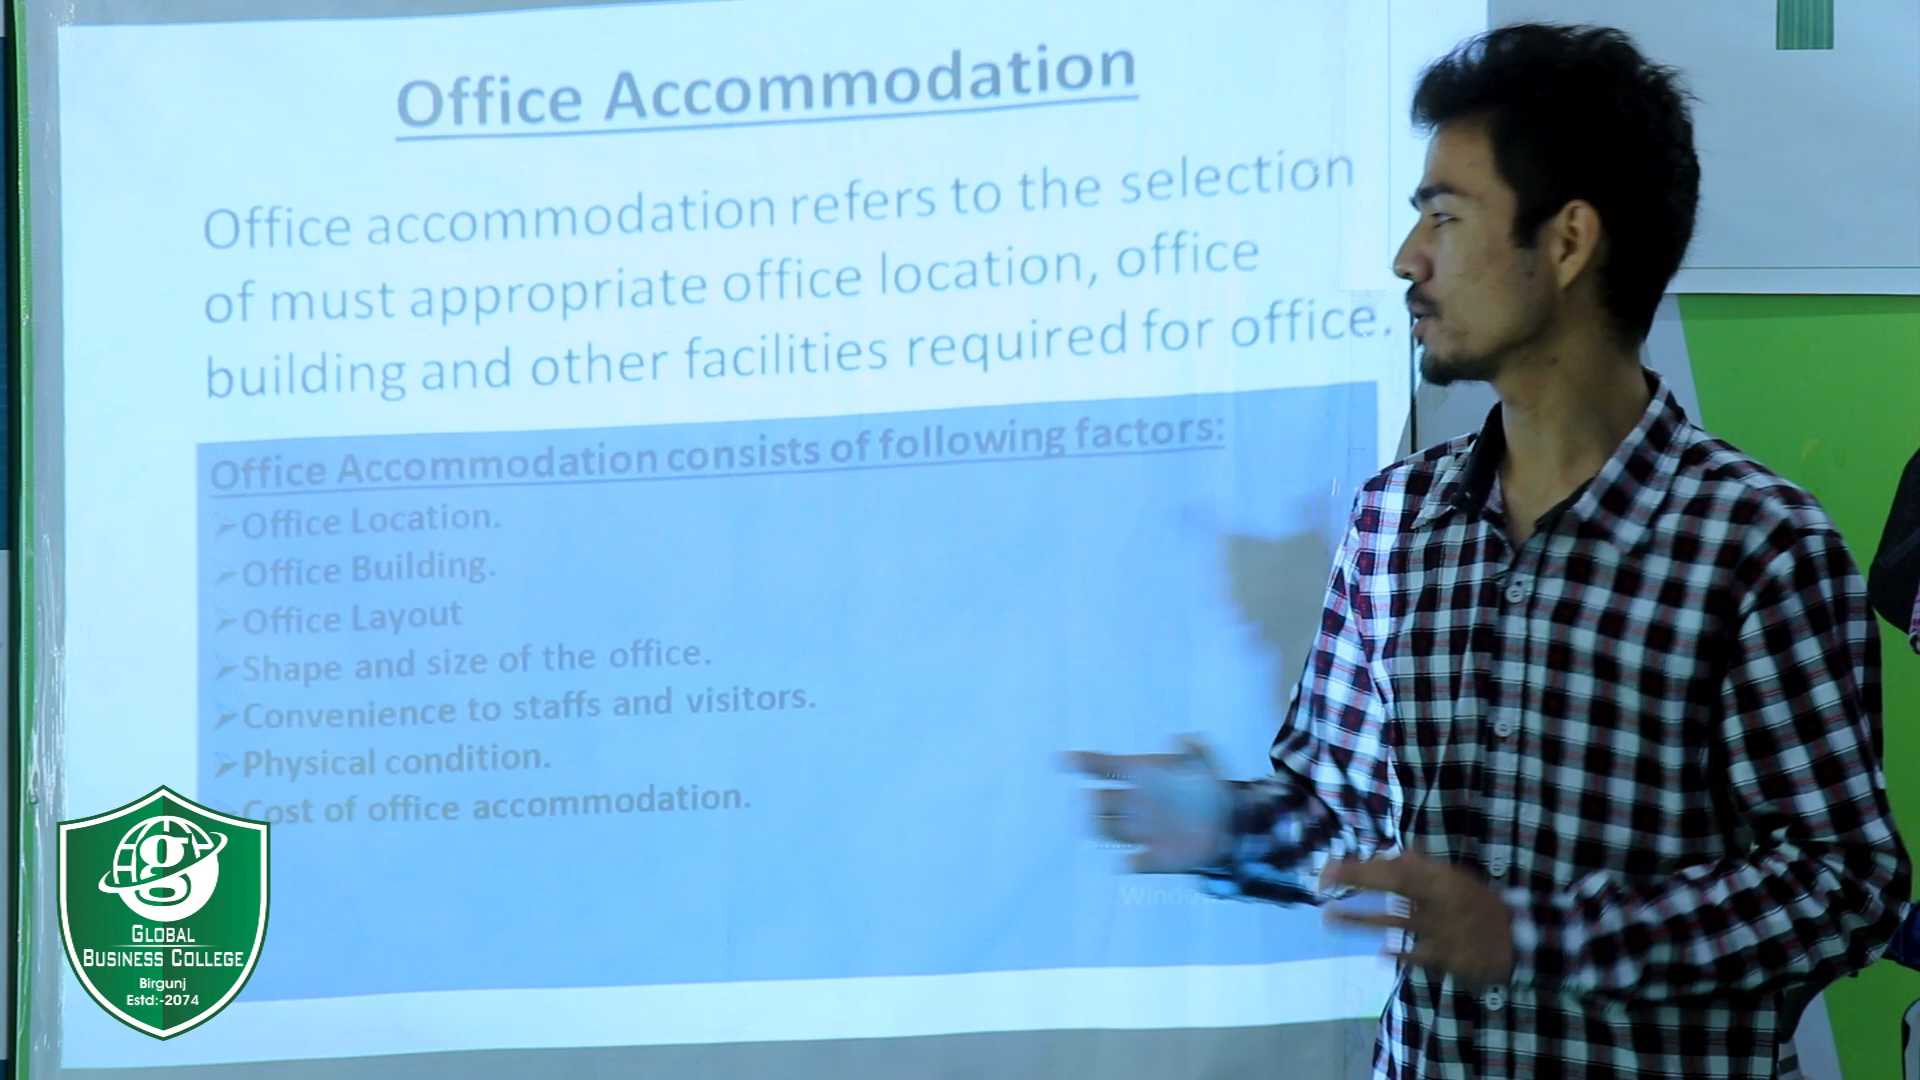 Office Accommodation
Office accommodation refers to the selection
of must appropriate office location, office
building and other facilities required for office.
Office Accommodation consists of following factors:
➢Office Location.
➢Office Building.
➢Office Layout
➢Shape and size of the office.
➢Convenience to staffs and visitors.
➢Physical condition.
Cost of office accommodation.
g
GLOBAL
BUSINESS COLLEGE
Birgunj
Estd:-2074